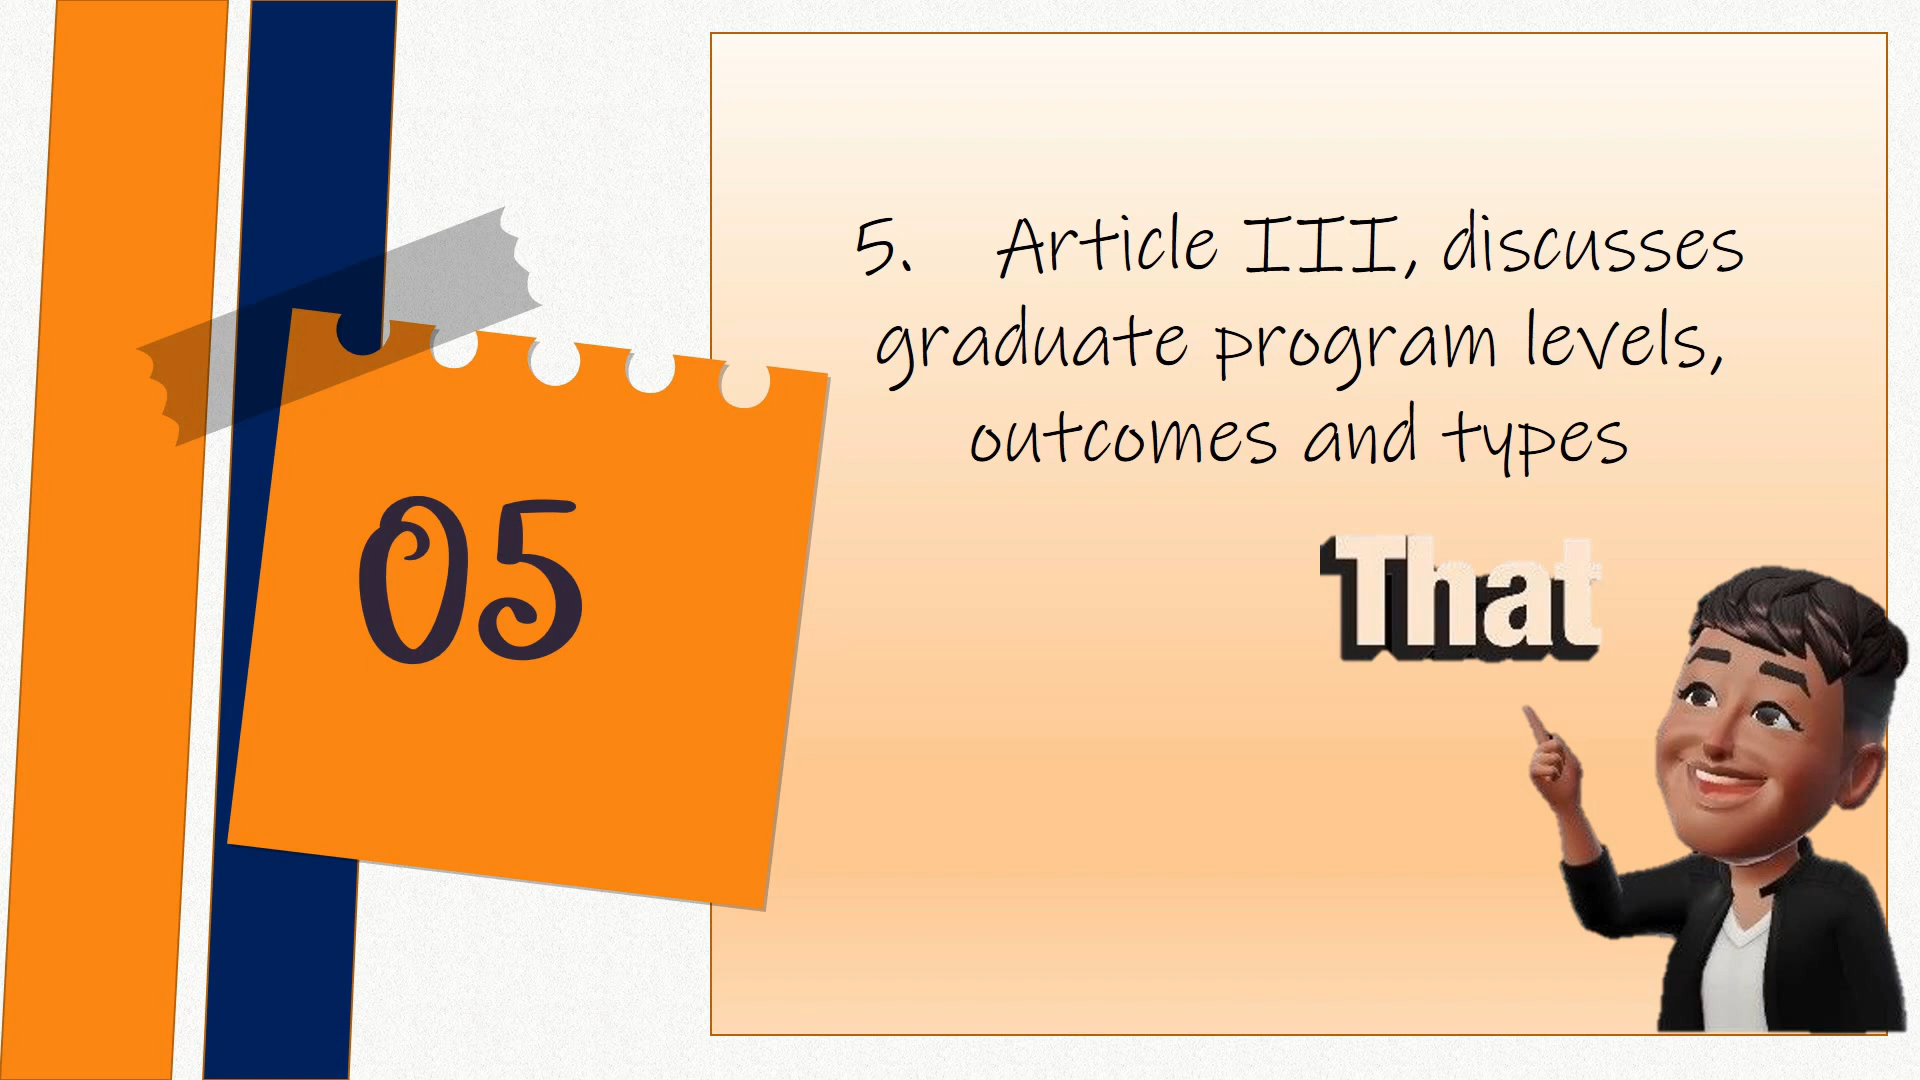 05
5. Article III, discusses
graduate program levels,
outcomes and types
That